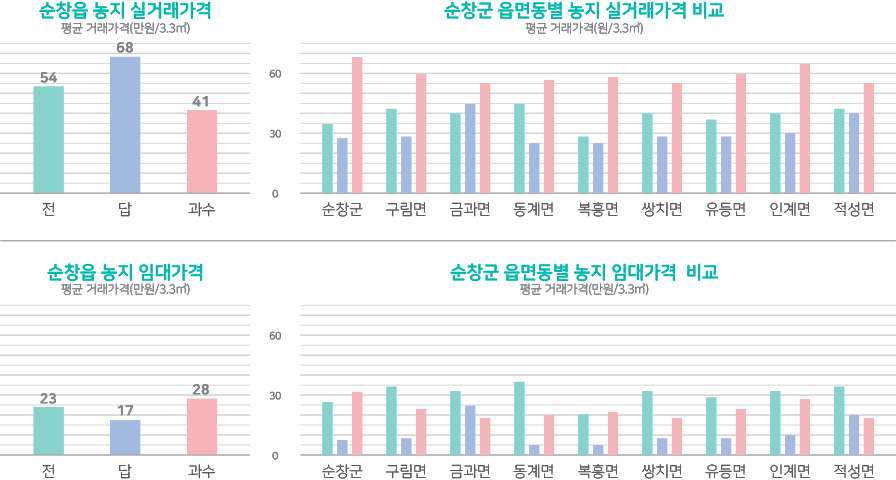 순창읍 농지 실거래가격
평균 거래가격(만원/3.3㎡)
54
68
41
전 답 과수
순창군 읍면동별 농지 실거래가격 비교
평균 거래가격(원/3.3㎡)
60
30
0
순창군 구림면 금과면 동계면 복흥면 쌍치면 유등면 인계면 적성면
순창읍 농지 임대가격
평균 거래가격(만원/3.3㎡)
23
17
28
전 답 과수
순창군 읍면동별 농지 임대가격 비교
평균 거래가격(만원/3.3㎡)
60
30
0
순창군 구림면 금과면 동계면 복흥면 쌍치면 유등면 인계면 적성면